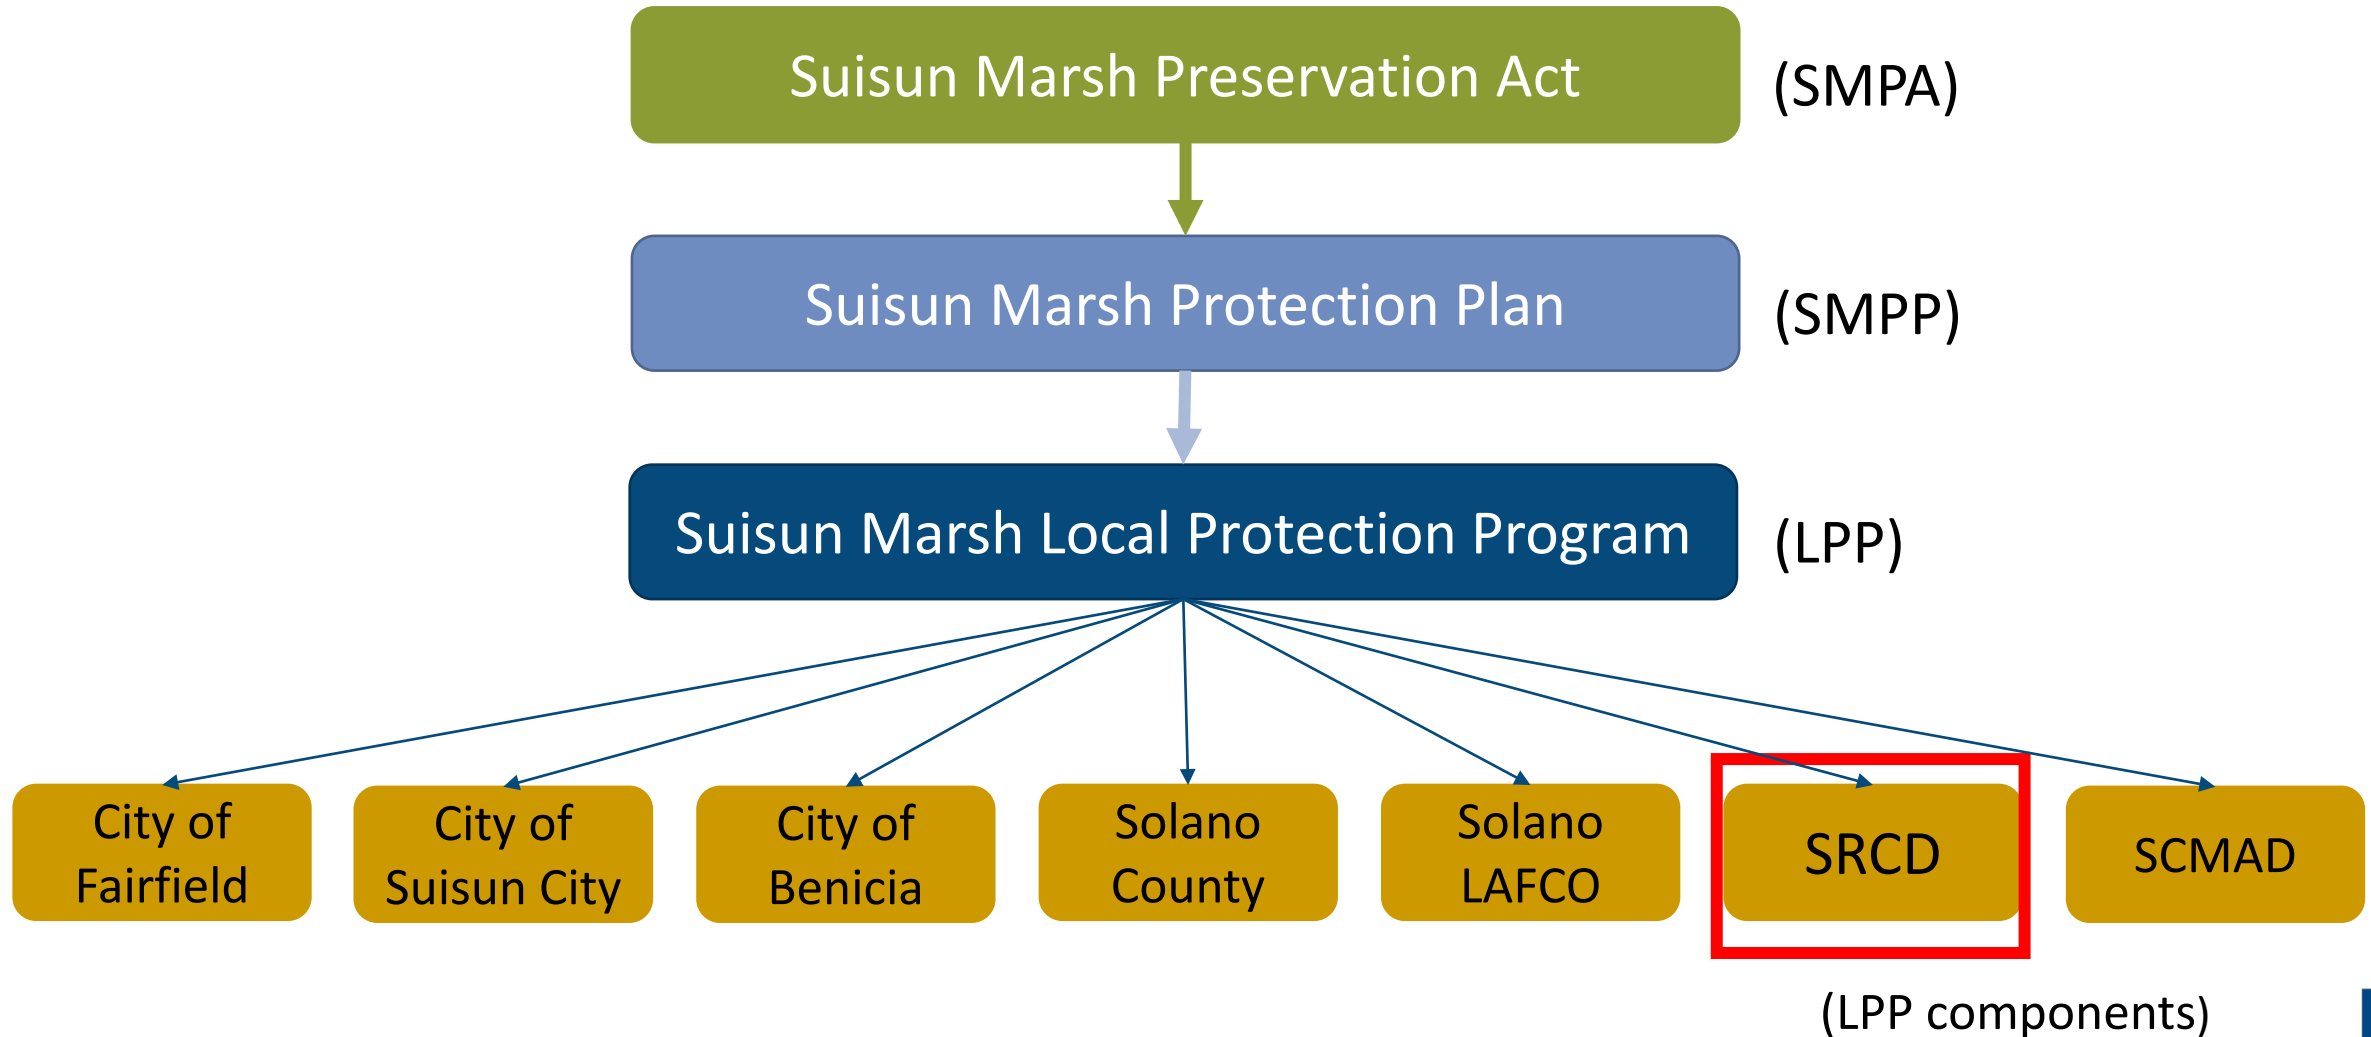 Suisun Marsh Preservation Act
(SMPA)
Suisun Marsh Protection Plan
(SMPP)
Suisun Marsh Local Protection Program
(LPP)
City of
Fairfield
City of
Suisun City
City of
Benicia
Solano
County
Solano
LAFCO
SRCD
SCMAD
(LPP components)